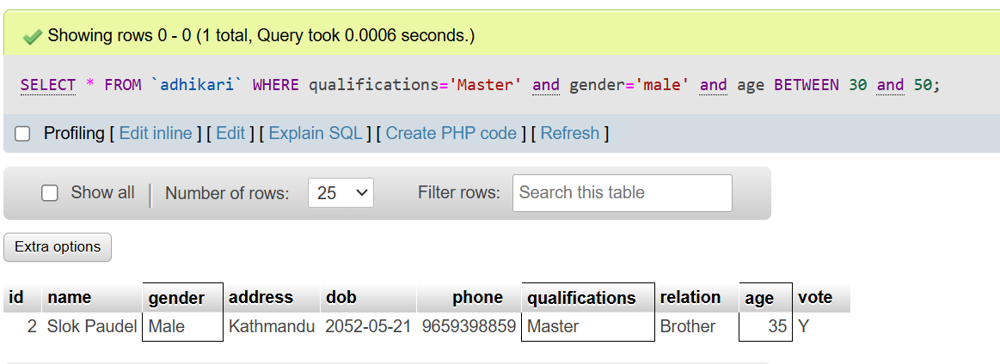 Showing rows 0 - 0 (1 total, Query took 0.0006 seconds.)
SELECT * FROM `adhikari` WHERE qualifications='Master' and gender='male' and age BETWEEN 30 and 50;
Profiling [ Edit inline ] [ Edit ] [ Explain SQL ] [ Create PHP code ] [ Refresh ]
Show all | Number of rows: 25 Filter rows: Search this table
Extra options
id name gender address dob phone qualifications relation age vote
2 Slok Paudel Male Kathmandu 2052-05-21 9659398859 Master Brother 35 Y